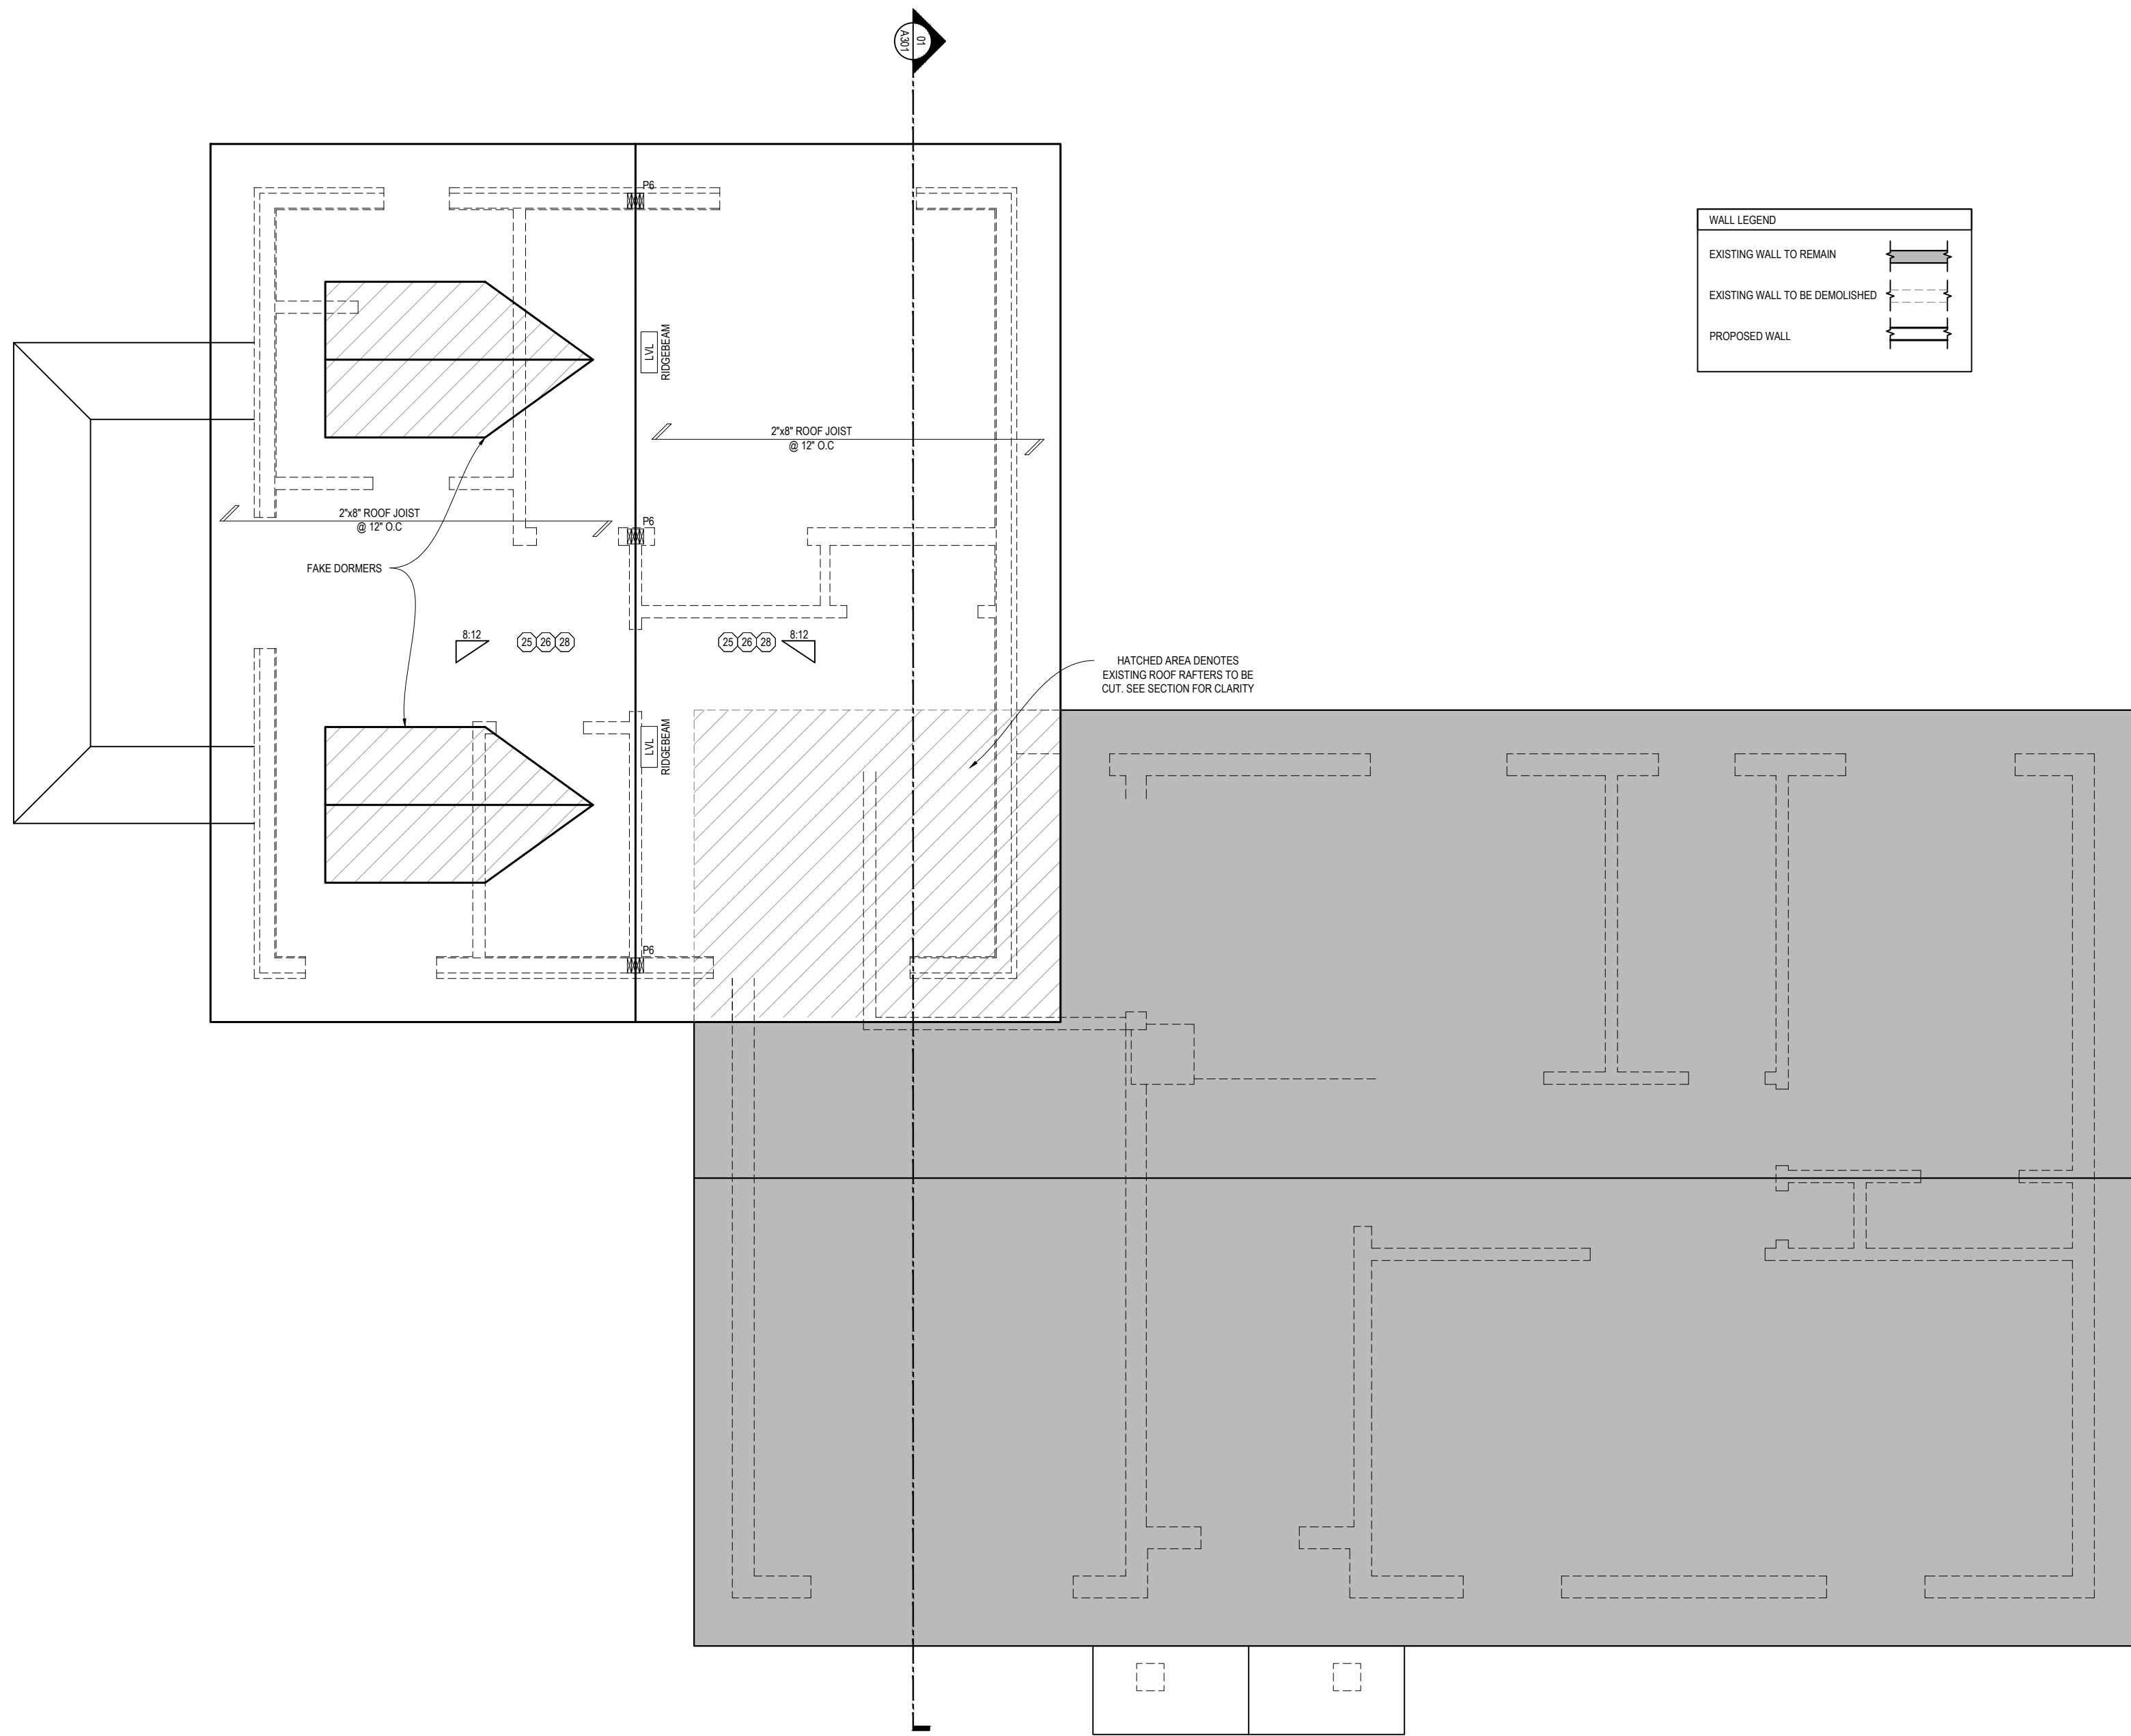 01
A301
P6
WALL LEGEND
EXISTING WALL TO REMAIN
EXISTING WALL TO BE DEMOLISHED
PROPOSED WALL
LVL
RIDGEBEAM
2"x8" ROOF JOIST
@ 12" O.C
2"x8" ROOF JOIST
@ 12" O.C
P6
FAKE DORMERS
8:12
25 26 28
25 26 28
8:12
HATCHED AREA DENOTES
EXISTING ROOF RAFTERS TO BE
CUT. SEE SECTION FOR CLARITY
LVL
RIDGEBEAM
P6